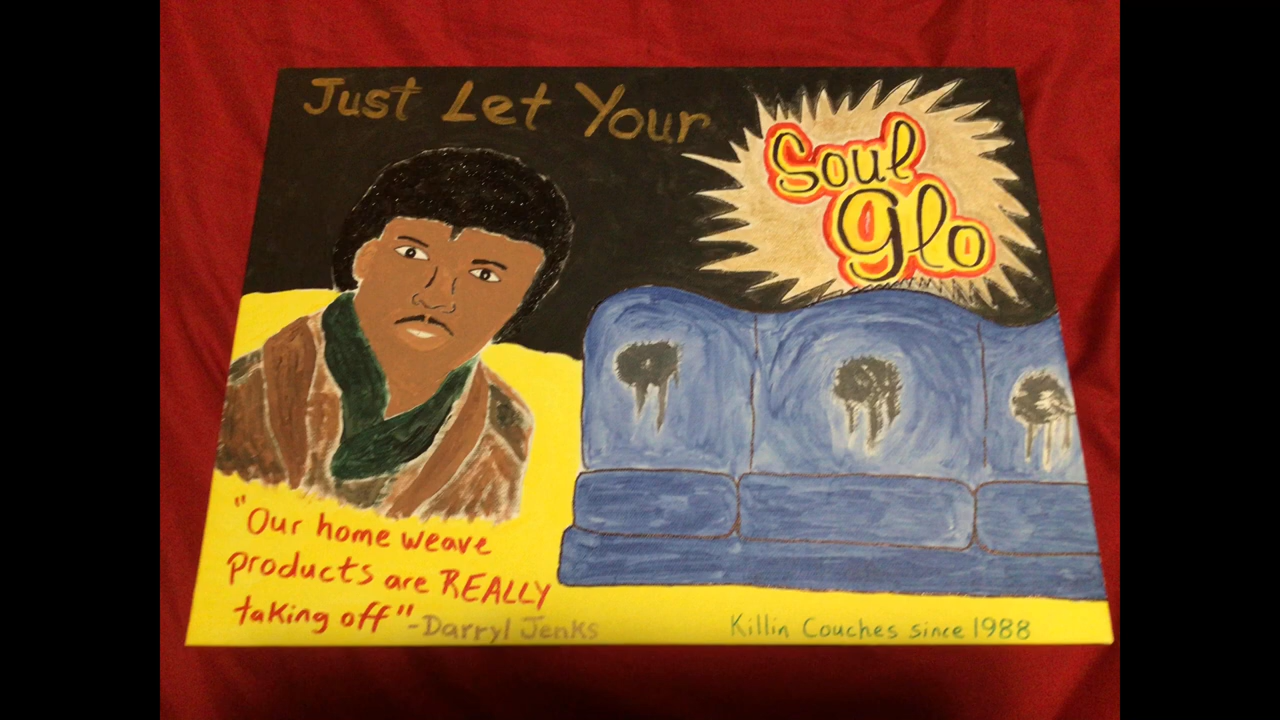 Just Let Your
Soul
glo
"Our home weave
products are REALLY
taking off" -Darryl Jenks
Killin Couches since 1988